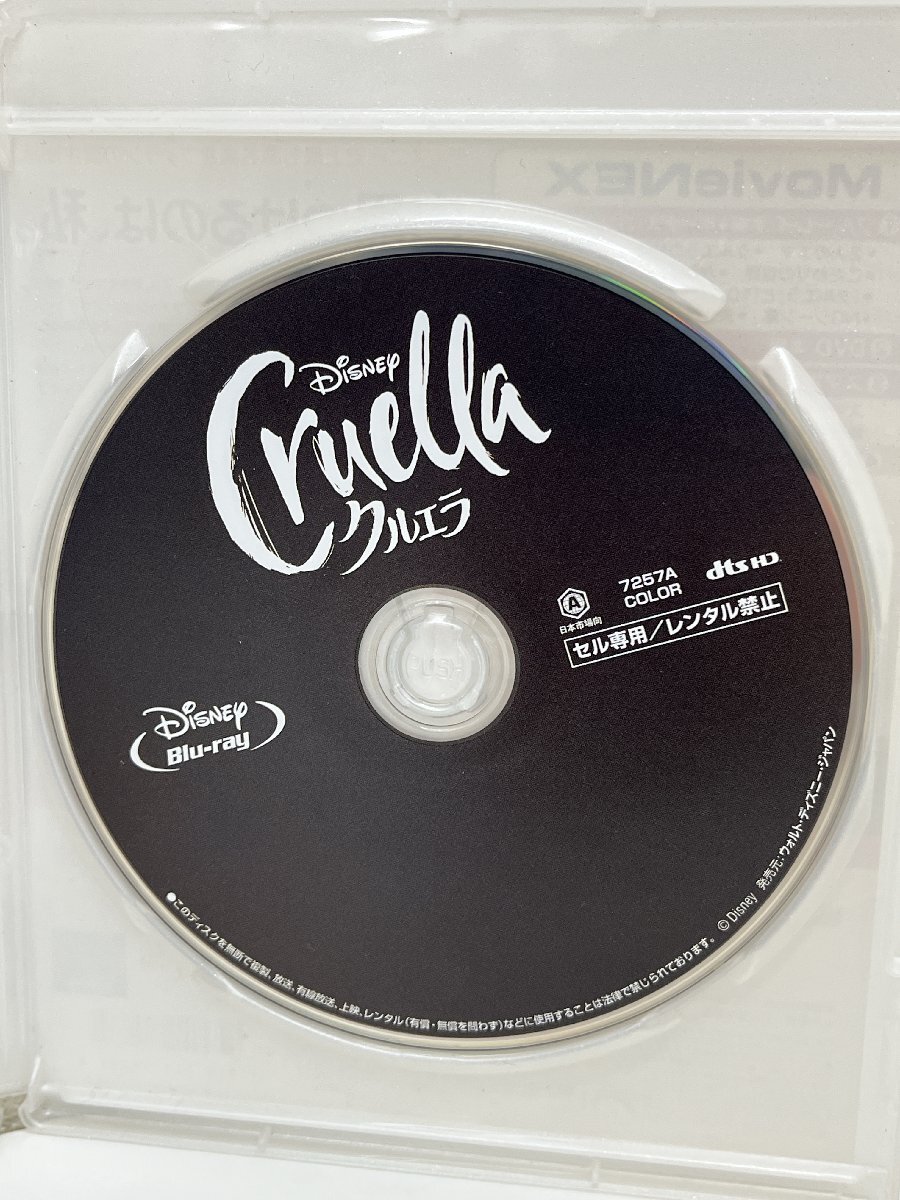 MovieNEX
けるのは、私。
Disney
Cruella
クルエラ
A
日本市場向
7257A
COLOR
dts HD
セル専用/レンタル禁止
PUSH
Disney
Blu-ray
●このディスクを無断で複製、放送、有線放送、上映、レンタル(有償・無償を問わず)などに使用することは法律で禁じられております。 © Disney 発売元:ウォルト・ディズニー・ジャパン